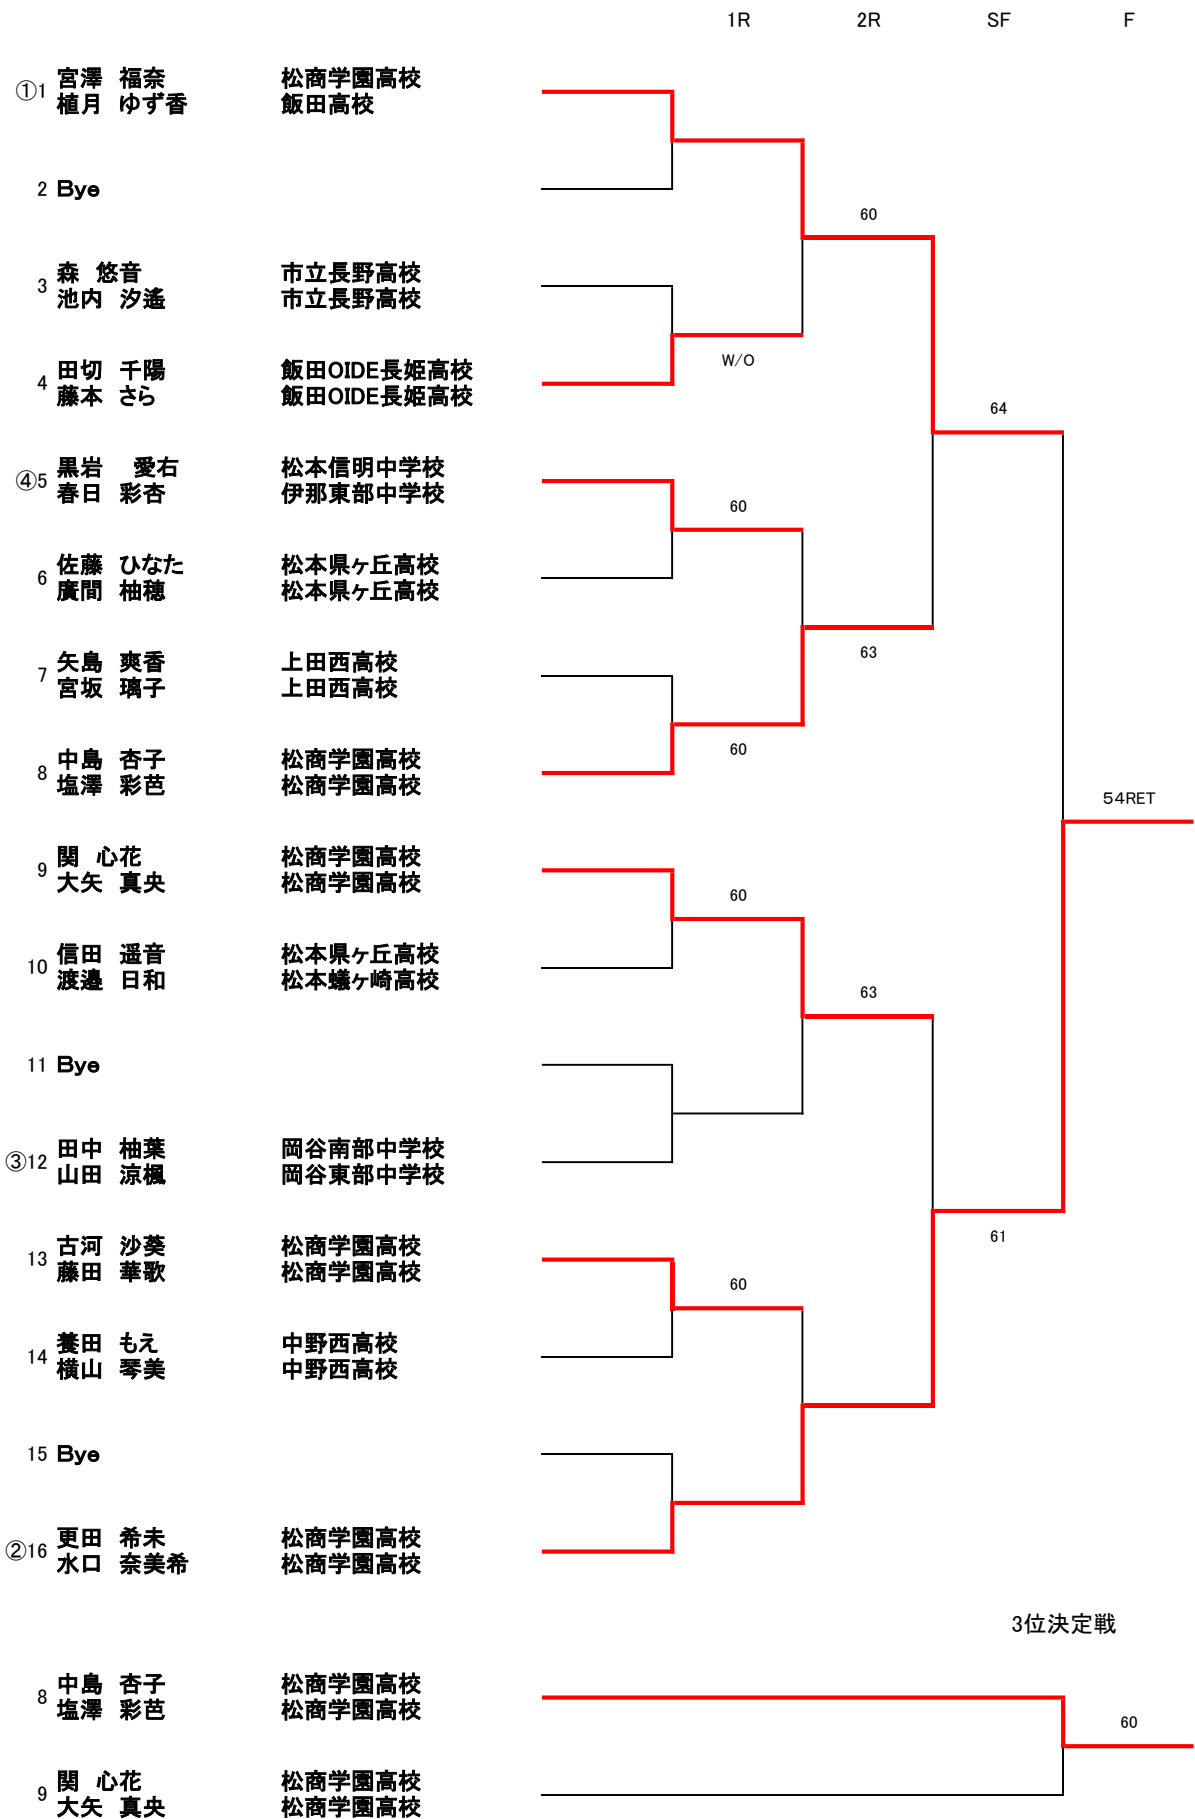 1R 2R SF F
①1 宮澤 福奈 松商学園高校
植月 ゆず香 飯田高校
2 Bye
60
3 森 悠音 市立長野高校
池内 汐遙 市立長野高校
W/O
4 田切 千陽 飯田OIDE長姫高校
藤本 さら 飯田OIDE長姫高校
64
④5 黒岩 愛右 松本信明中学校
春日 彩杏 伊那東部中学校
60
6 佐藤 ひなた 松本県ヶ丘高校
廣間 柚穂 松本県ヶ丘高校
63
7 矢島 爽香 上田西高校
宮坂 璃子 上田西高校
60
8 中島 杏子 松商学園高校
塩澤 彩芭 松商学園高校
54RET
9 関 心花 松商学園高校
大矢 真央 松商学園高校
60
10 信田 遥音 松本県ヶ丘高校
渡邉 日和 松本蟻ヶ崎高校
63
11 Bye
③12 田中 柚葉 岡谷南部中学校
山田 涼楓 岡谷東部中学校
61
13 古河 沙葵 松商学園高校
藤田 華歌 松商学園高校
60
14 養田 もえ 中野西高校
横山 琴美 中野西高校
15 Bye
②16 更田 希未 松商学園高校
水口 奈美希 松商学園高校
3位決定戦
8 中島 杏子 松商学園高校
塩澤 彩芭 松商学園高校
60
9 関 心花 松商学園高校
大矢 真央 松商学園高校